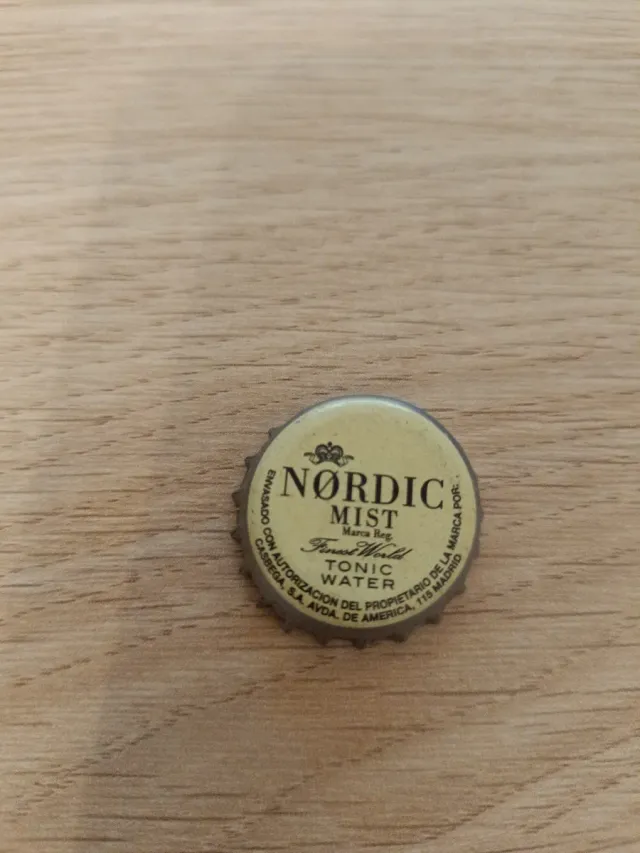 NØRDIC
MIST
Marca Reg.
Finest World
TONIC
WATER
ENVASADO CON AUTORIZACION DEL PROPIETARIO DE LA MARCA POR:
CASBEGA, S.A. AVDA. DE AMERICA, 115 MADRID